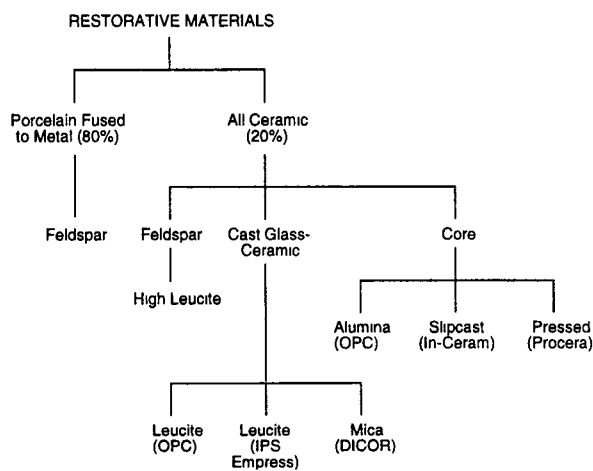 RESTORATIVE MATERIALS
Porcelain Fused
to Metal (80%)
All Ceramic
(20%)
Feldspar
Feldspar
Cast Glass-
Ceramic
Core
High Leucite
Alumina
(OPC)
Slipcast
(In-Ceram)
Pressed
(Procera)
Leucite
(OPC)
Leucite
(IPS
Empress)
Mica
(DICOR)